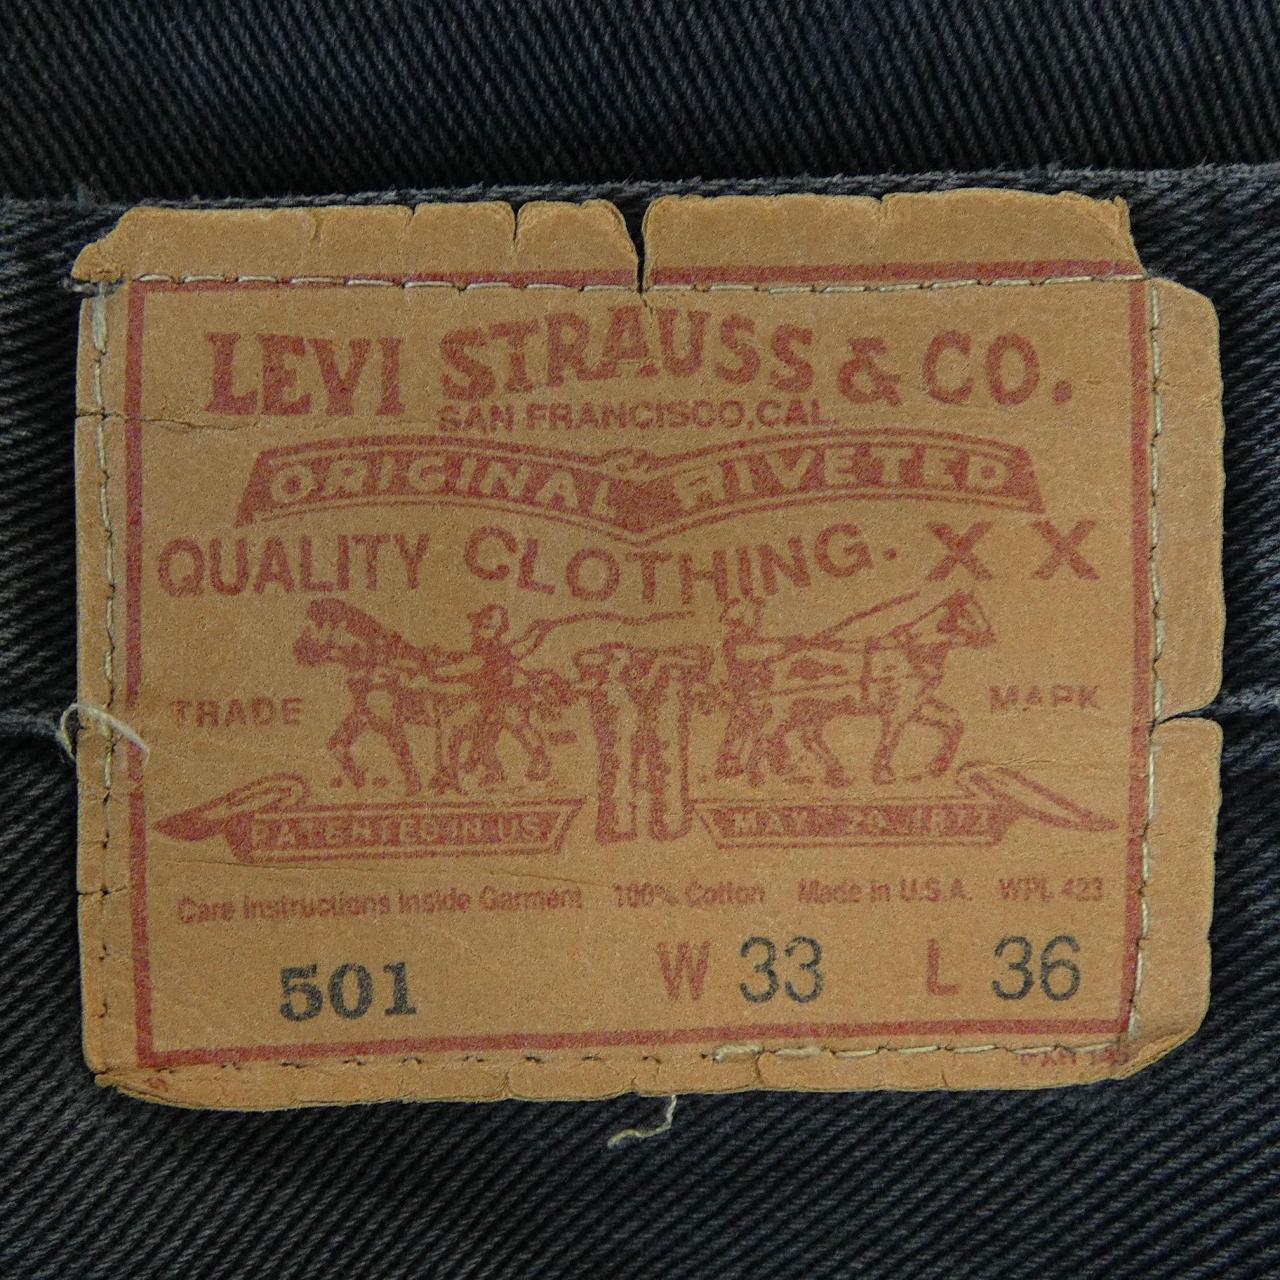 LEVI STRAUSS & CO.
SAN FRANCISCO, CAL.
ORIGINAL RIVETED
QUALITY CLOTHING. X X
TRADE MARK
PATENTED IN U.S. MAY 20 1873
Care Instructions Inside Garment 100% Cotton Made in U.S.A. WPL 423
501 W 33 L 36